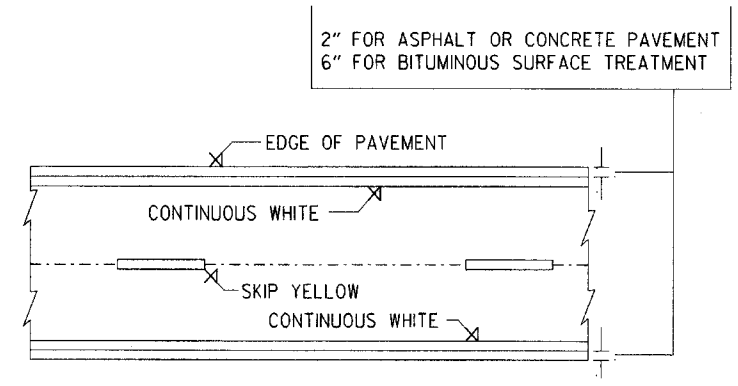 2" FOR ASPHALT OR CONCRETE PAVEMENT
6" FOR BITUMINOUS SURFACE TREATMENT
EDGE OF PAVEMENT
CONTINUOUS WHITE
SKIP YELLOW
CONTINUOUS WHITE